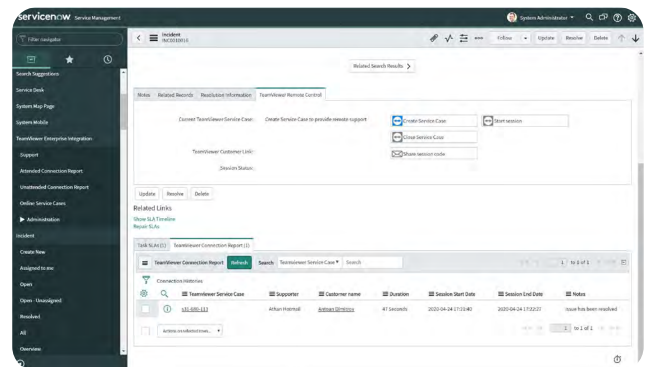 servicenow Service Management
System Administrator
Filter navigator
Search Suggestions
Service Desk
System Map Page
System Mobile
TeamViewer Enterprise Integration
Support
Attended Connection Report
Unattended Connection Report
Online Service Cases
Administration
Incident
Create New
Assigned to me
Open
Open - Unassigned
Resolved
All
Overview
Incident
Follow Update Resolve Delete
Related Search Results
Notes Related Records Resolution Information TeamViewer Remote Control
Current TeamViewer Service Case: Create Service Case to provide remote support Create Service Case Start session
Close Service Case
TeamViewer Customer Link: Share session code
Session Status:
Update Resolve Delete
Related Links
Show SLA Timeline
Repair SLAs
Task SLAs (1) TeamViewer Connection Report (1)
TeamViewer Connection Report Refresh Search Teamviewer Service Case Search 1 to 1 of 1
Connection Histories
Teamviewer Service Case Supporter Customer name Duration Session Start Date Session End Date Notes
47 Seconds 2020-04-24 17:21:40 2020-04-24 17:22:27 Issue has been resolved
Actions on selected rows...
1 to 1 of 1